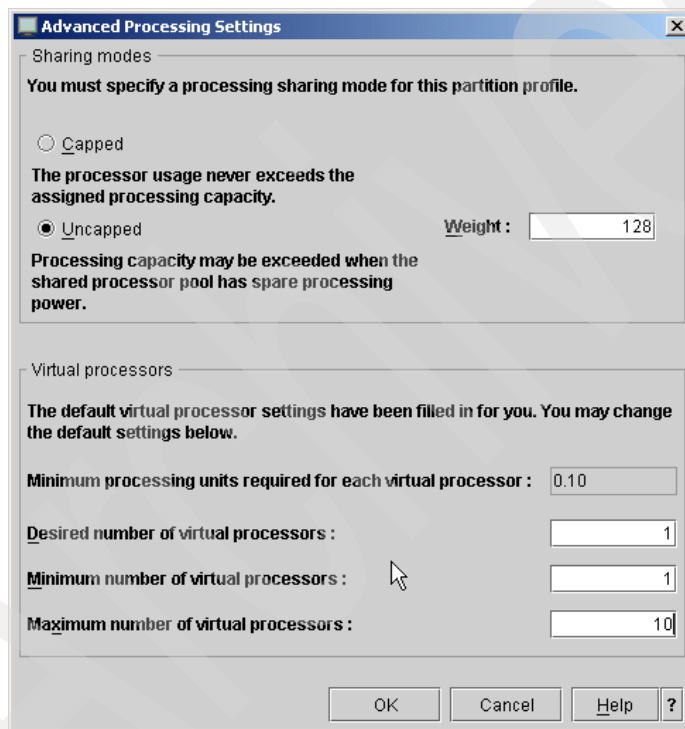 Advanced Processing Settings
Sharing modes
You must specify a processing sharing mode for this partition profile.
Capped
The processor usage never exceeds the
assigned processing capacity.
Uncapped
Weight : 128
Processing capacity may be exceeded when the
shared processor pool has spare processing
power.
Virtual processors
The default virtual processor settings have been filled in for you. You may change
the default settings below.
Minimum processing units required for each virtual processor : 0.10
Desired number of virtual processors : 1
Minimum number of virtual processors : 1
Maximum number of virtual processors : 10
OK Cancel Help ?